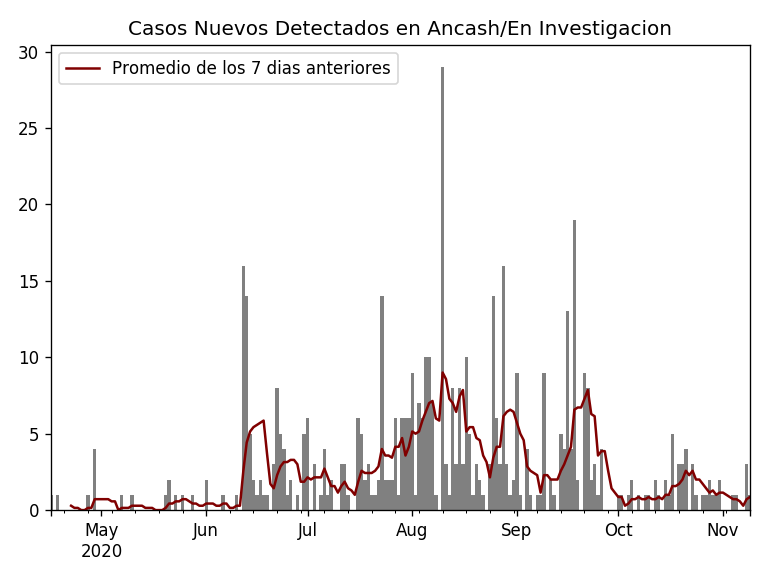 Casos Nuevos Detectados en Ancash/En Investigacion
Promedio de los 7 dias anteriores
30
25
20
15
10
5
0
May Jun Jul Aug Sep Oct Nov
2020